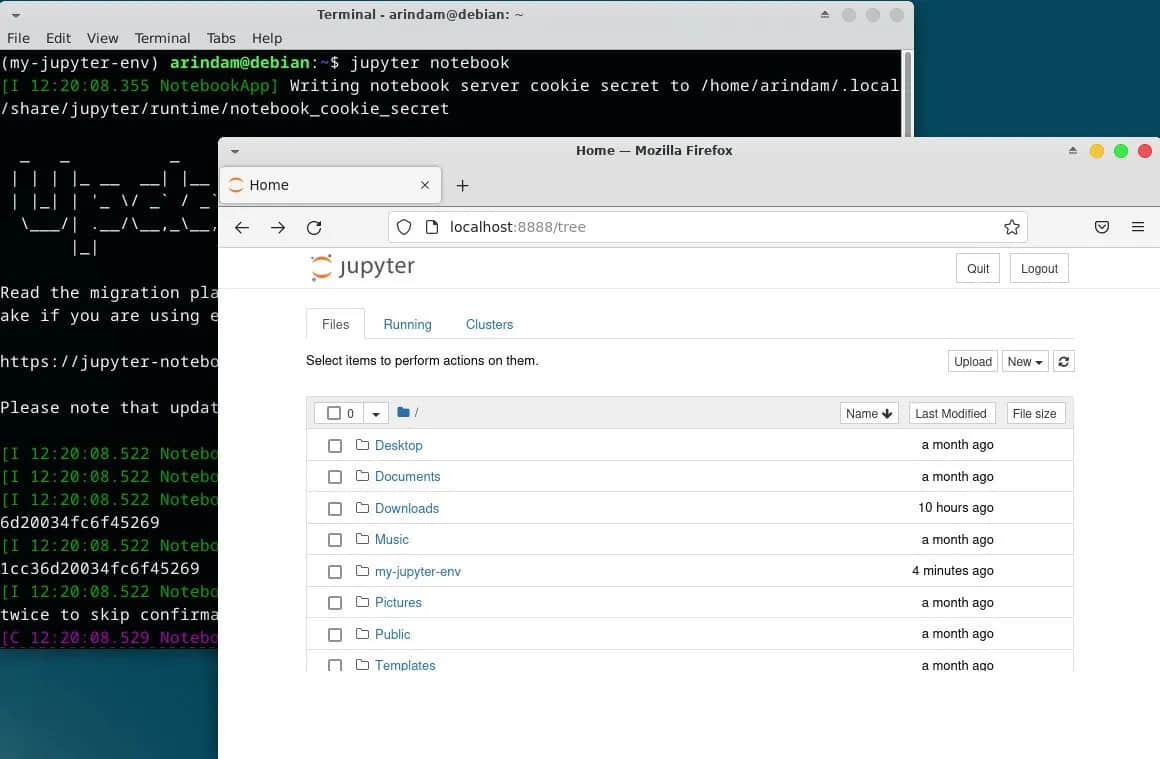 Terminal - arindam@debian: ~
File Edit View Terminal Tabs Help
(my-jupyter-env) arindam@debian:~$ jupyter notebook
[I 12:20:08.355 NotebookApp] Writing notebook server cookie secret to /home/arindam/.local
/share/jupyter/runtime/notebook_cookie_secret
Read the migration pla
ake if you are using e
https://jupyter-notebo
Please note that updat
[I 12:20:08.522 Notebo
[I 12:20:08.522 Notebo
[I 12:20:08.522 Notebo
6d20034fc6f45269
[I 12:20:08.522 Notebo
1cc36d20034fc6f45269
[I 12:20:08.522 Notebo
twice to skip confirma
[C 12:20:08.529 Notebo
Home — Mozilla Firefox
Home
localhost:8888/tree
jupyter
Quit Logout
Files Running Clusters
Select items to perform actions on them.
Upload New
0 / Name Last Modified File size
Desktop a month ago
Documents a month ago
Downloads 10 hours ago
Music a month ago
my-jupyter-env 4 minutes ago
Pictures a month ago
Public a month ago
Templates a month ago